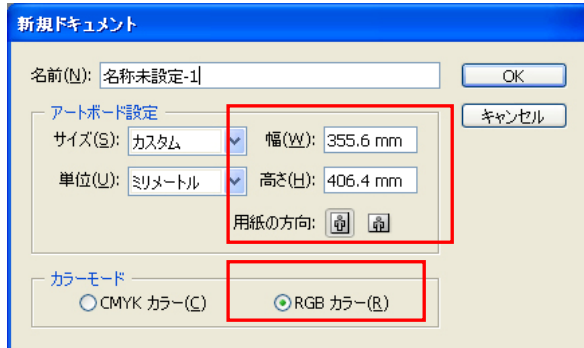 新規ドキュメント
名前(N): 名称未設定-1
OK
アートボード設定
キャンセル
サイズ(S): カスタム 幅(W): 355.6 mm
単位(U): ミリメートル 高さ(H): 406.4 mm
用紙の方向:
カラーモード
CMYK カラー(C) RGB カラー(R)